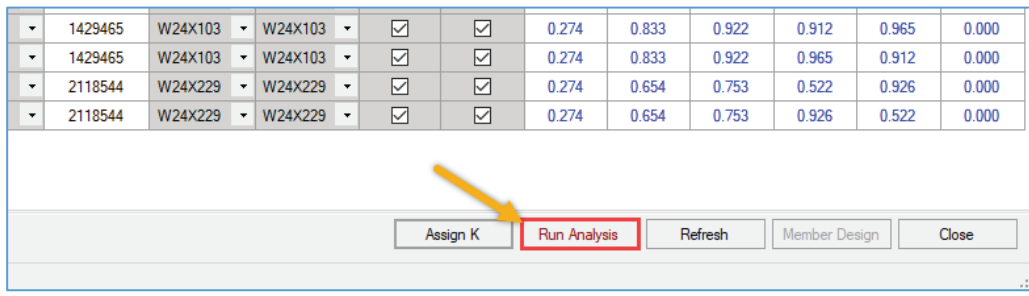 1429465 W24X103 W24X103 0.274 0.833 0.922 0.912 0.965 0.000
1429465 W24X103 W24X103 0.274 0.833 0.922 0.965 0.912 0.000
2118544 W24X229 W24X229 0.274 0.654 0.753 0.522 0.926 0.000
2118544 W24X229 W24X229 0.274 0.654 0.753 0.926 0.522 0.000
Assign K Run Analysis Refresh Member Design Close